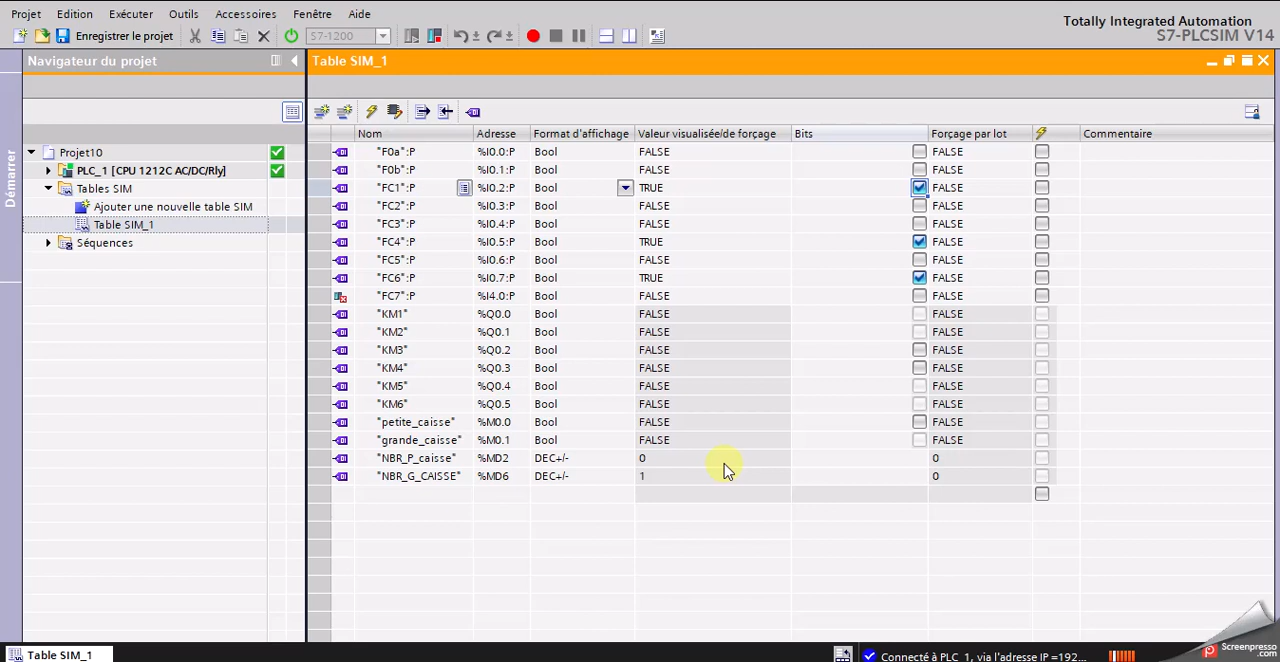 Projet Edition Exécuter Outils Accessoires Fenêtre Aide
Totally Integrated Automation
S7-PLCSIM V14
Enregistrer le projet S7-1200
Navigateur du projet
Table SIM_1
Démarrer
Nom Adresse Format d'affichage Valeur visualisée/de forçage Bits Forçage par lot Commentaire
Projet10
PLC_1 [CPU 1212C AC/DC/Rly]
Tables SIM
Ajouter une nouvelle table SIM
Table SIM_1
Séquences
"F0a":P %I0.0:P Bool FALSE FALSE
"F0b":P %I0.1:P Bool FALSE FALSE
"FC1":P %I0.2:P Bool TRUE FALSE
"FC2":P %I0.3:P Bool FALSE FALSE
"FC3":P %I0.4:P Bool FALSE FALSE
"FC4":P %I0.5:P Bool TRUE FALSE
"FC5":P %I0.6:P Bool FALSE FALSE
"FC6":P %I0.7:P Bool TRUE FALSE
"FC7":P %I4.0:P Bool FALSE FALSE
"KM1" %Q0.0 Bool FALSE FALSE
"KM2" %Q0.1 Bool FALSE FALSE
"KM3" %Q0.2 Bool FALSE FALSE
"KM4" %Q0.3 Bool FALSE FALSE
"KM5" %Q0.4 Bool FALSE FALSE
"KM6" %Q0.5 Bool FALSE FALSE
"petite_caisse" %M0.0 Bool FALSE FALSE
"grande_caisse" %M0.1 Bool FALSE FALSE
"NBR_P_caisse" %MD2 DEC+/- 0 0
"NBR_G_CAISSE" %MD6 DEC+/- 1 0
Table SIM_1
Connecté à PLC_1, via l'adresse IP =192...
Screenpresso
.com